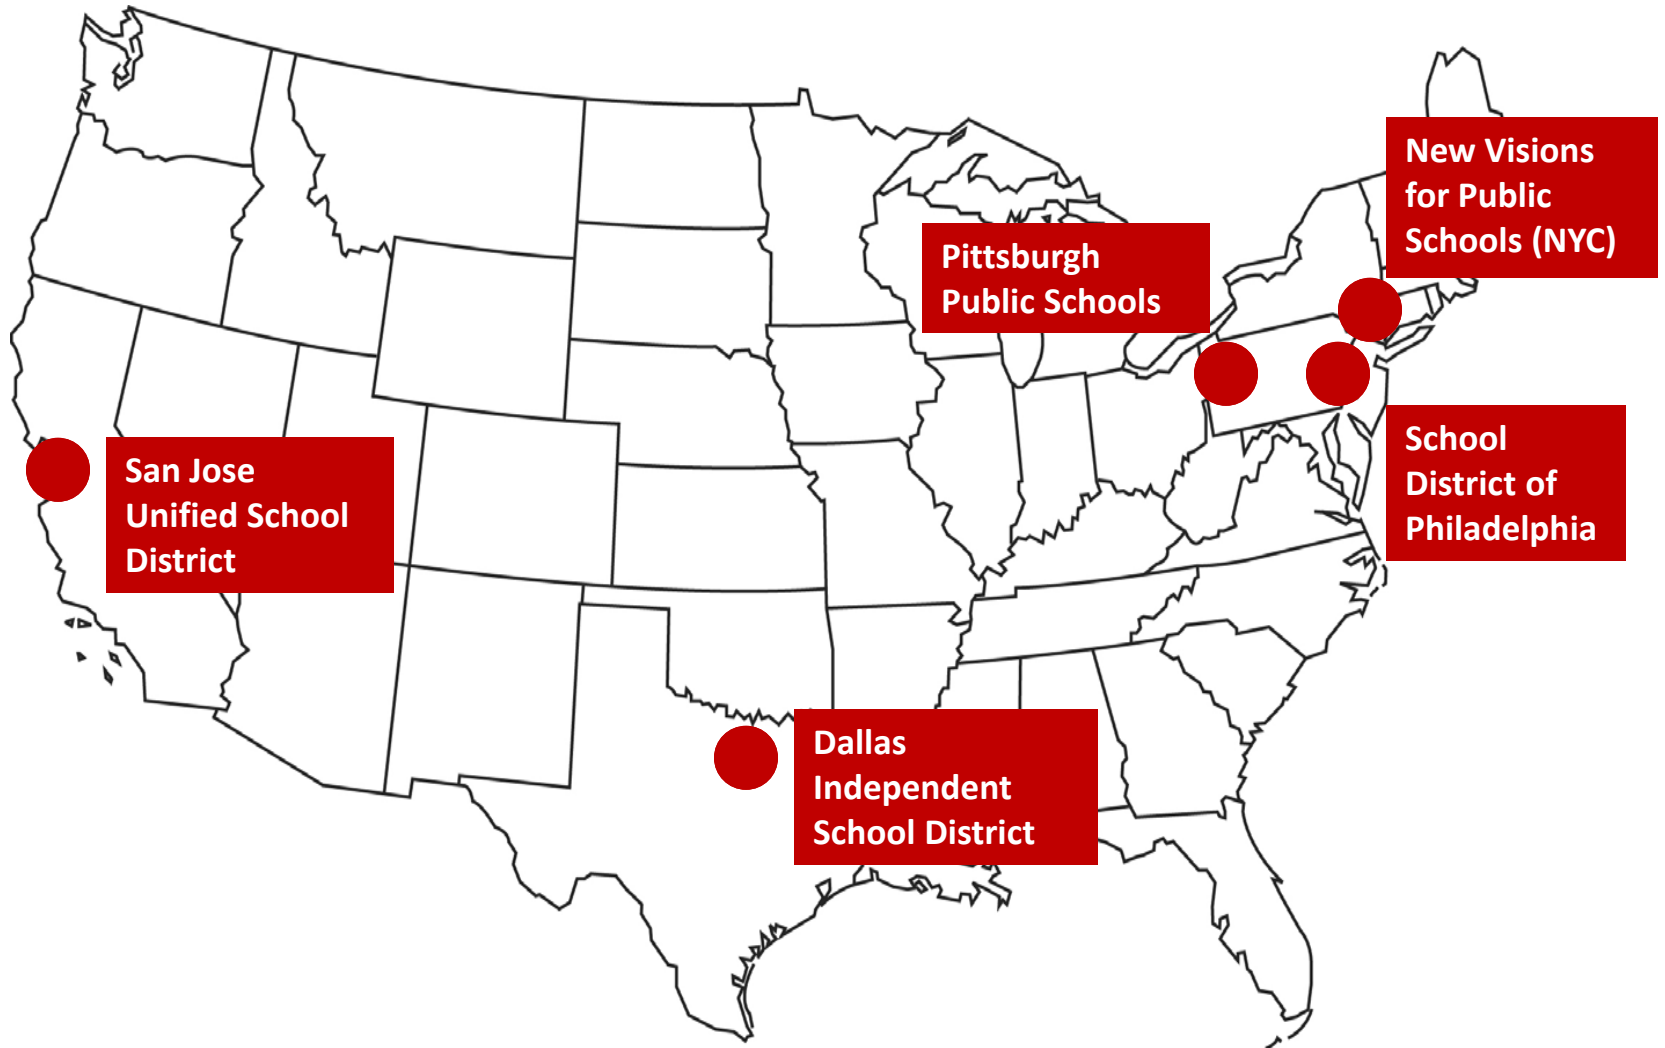 New Visions
for Public
Schools (NYC)
Pittsburgh
Public Schools
School
District of
Philadelphia
San Jose
Unified School
District
Dallas
Independent
School District